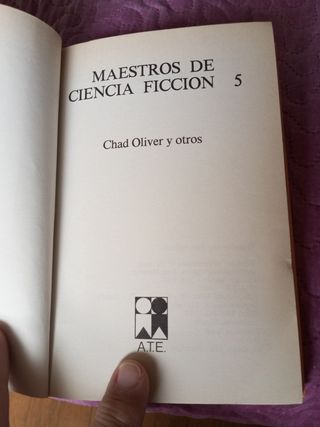 MAESTROS DE
CIENCIA FICCION 5
Chad Oliver y otros
A.T.E.